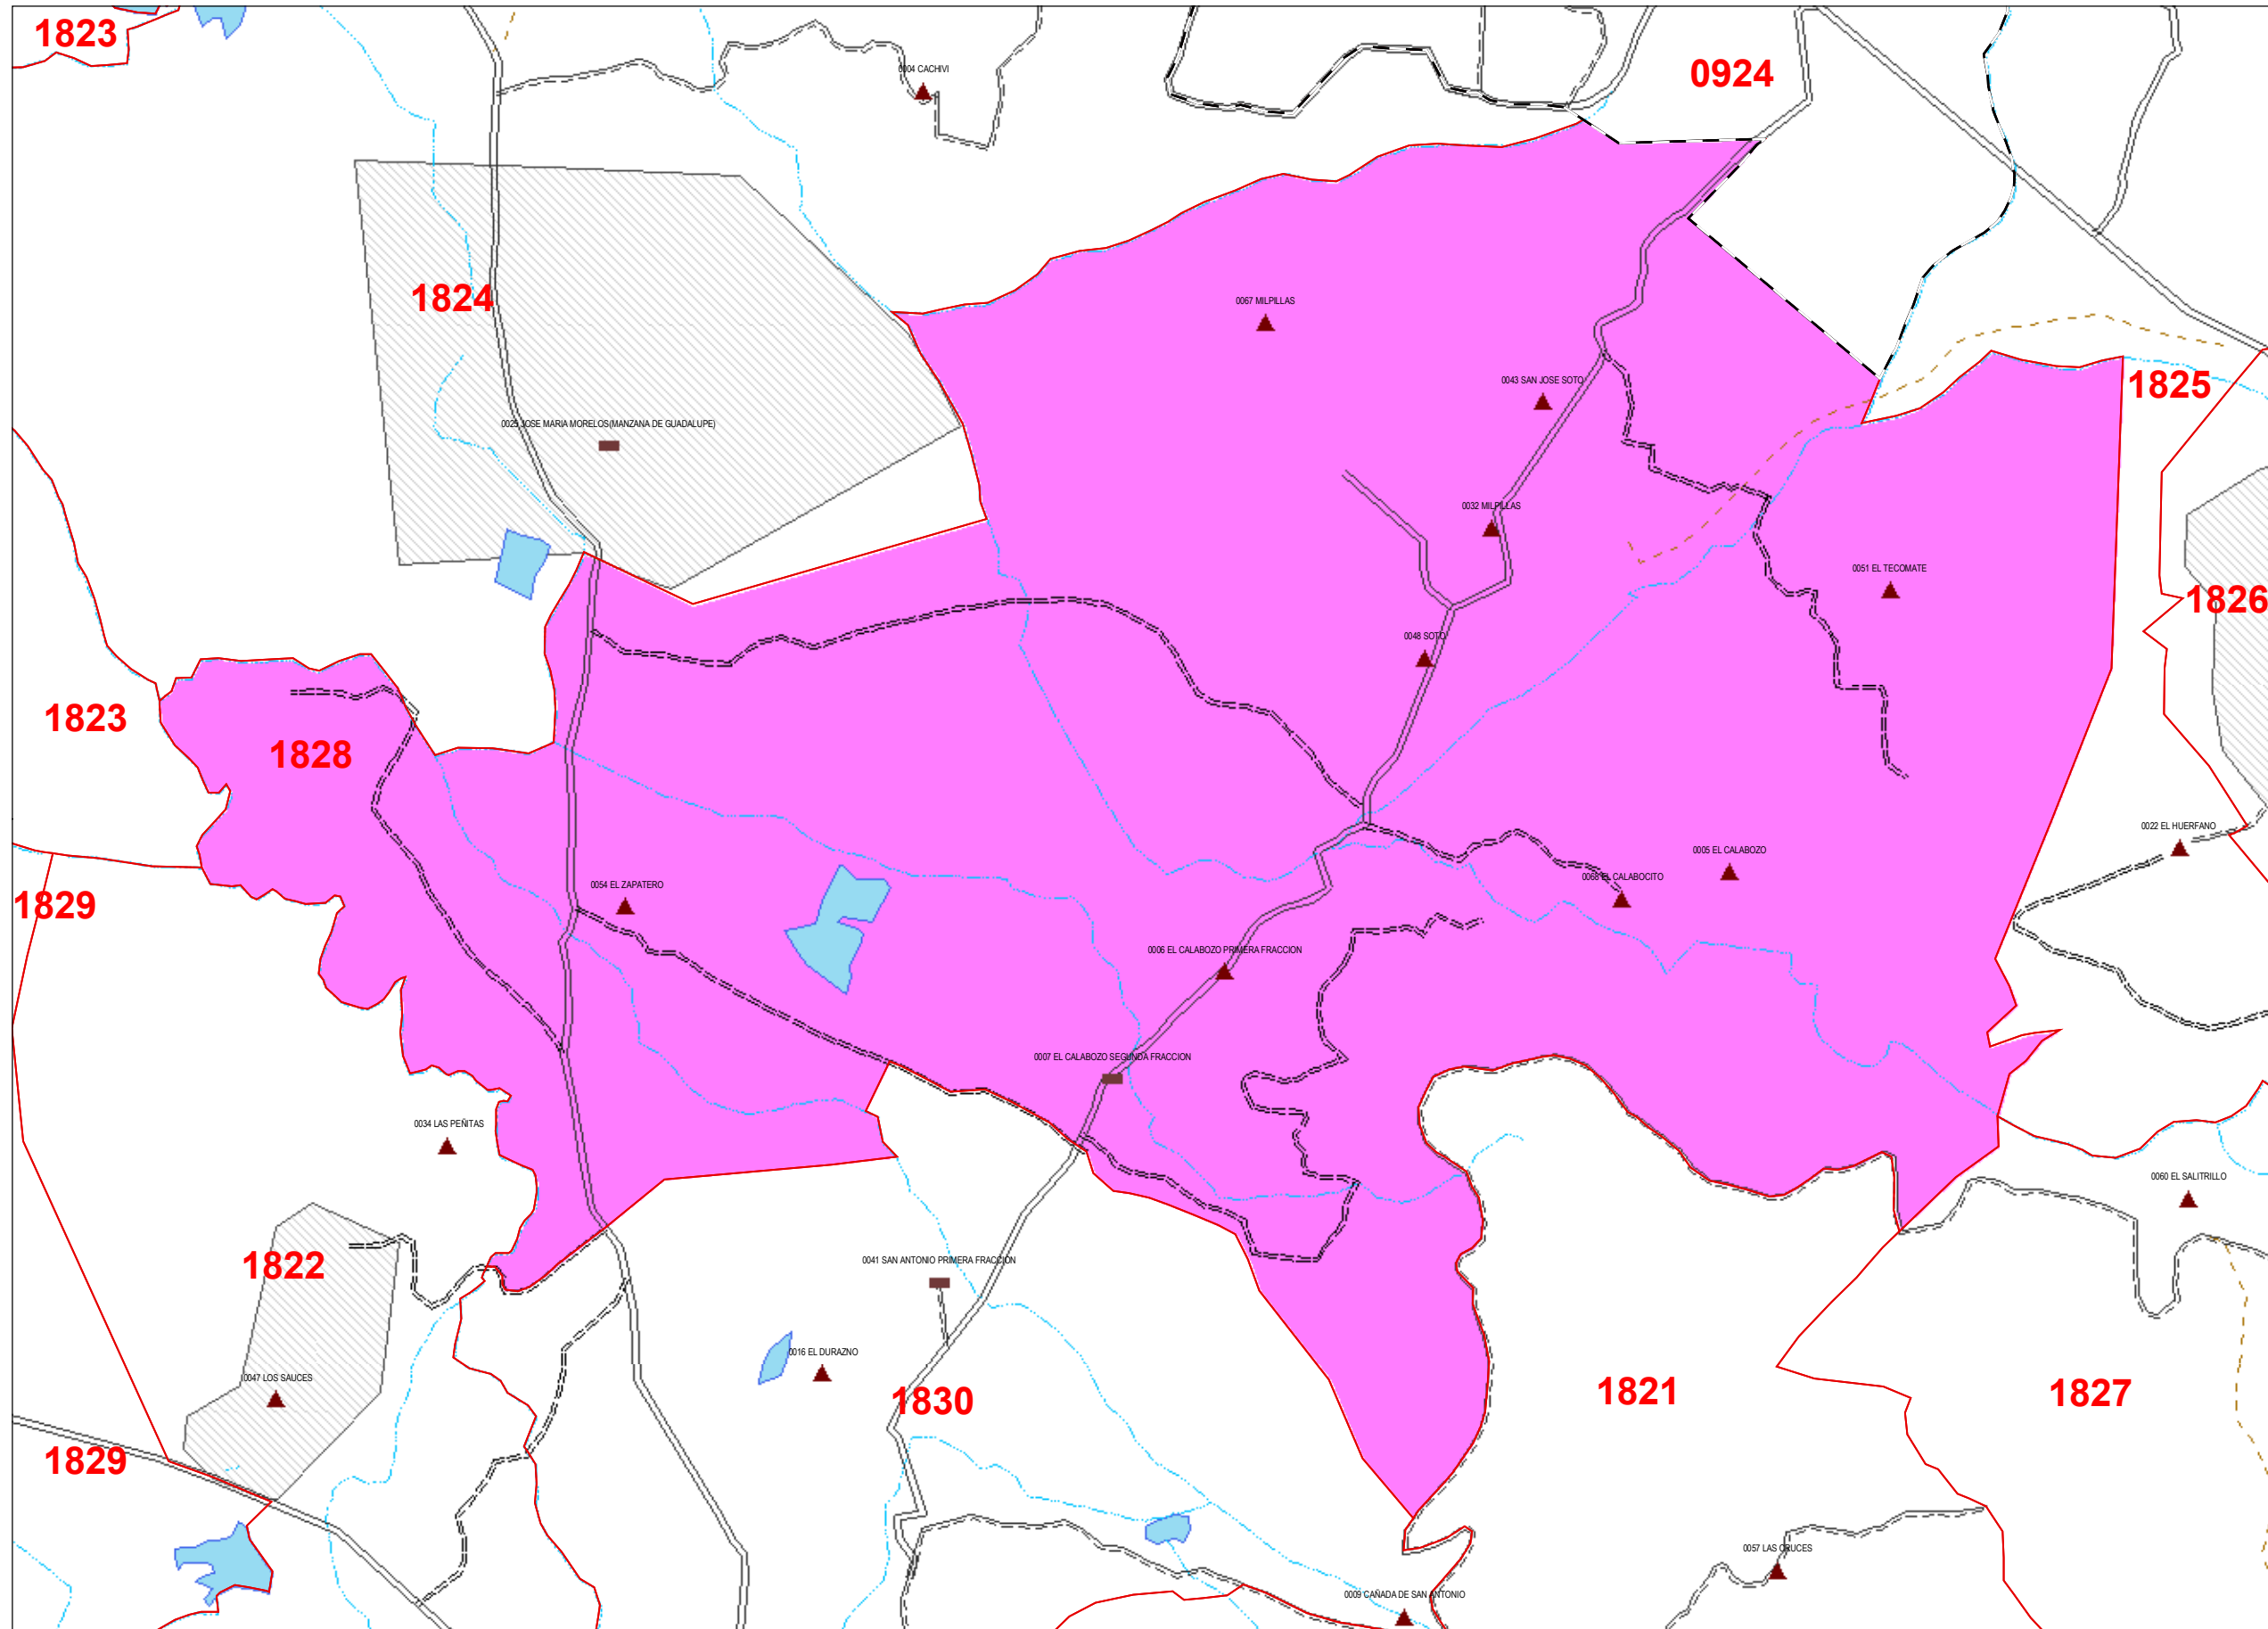 1823
0004 CACHIVI
0924
1824
0067 MILPILLAS
0043 SAN JOSE SOTO
1825
0025 JOSE MARIA MORELOS(MANZANA DE GUADALUPE)
0032 MILPILLAS
0051 EL TECOMATE
1826
0048 SOTO
1823
1828
0022 EL HUERFANO
0005 EL CALABOZO
0068 EL CALABOCITO
0054 EL ZAPATERO
1829
0006 EL CALABOZO PRIMERA FRACCION
0007 EL CALABOZO SEGUNDA FRACCION
0034 LAS PEÑITAS
0060 EL SALITRILLO
1822
0041 SAN ANTONIO PRIMERA FRACCION
0016 EL DURAZNO
0047 LOS SAUCES
1830
1821
1827
1829
0057 LAS CRUCES
0009 CAÑADA DE SAN ANTONIO